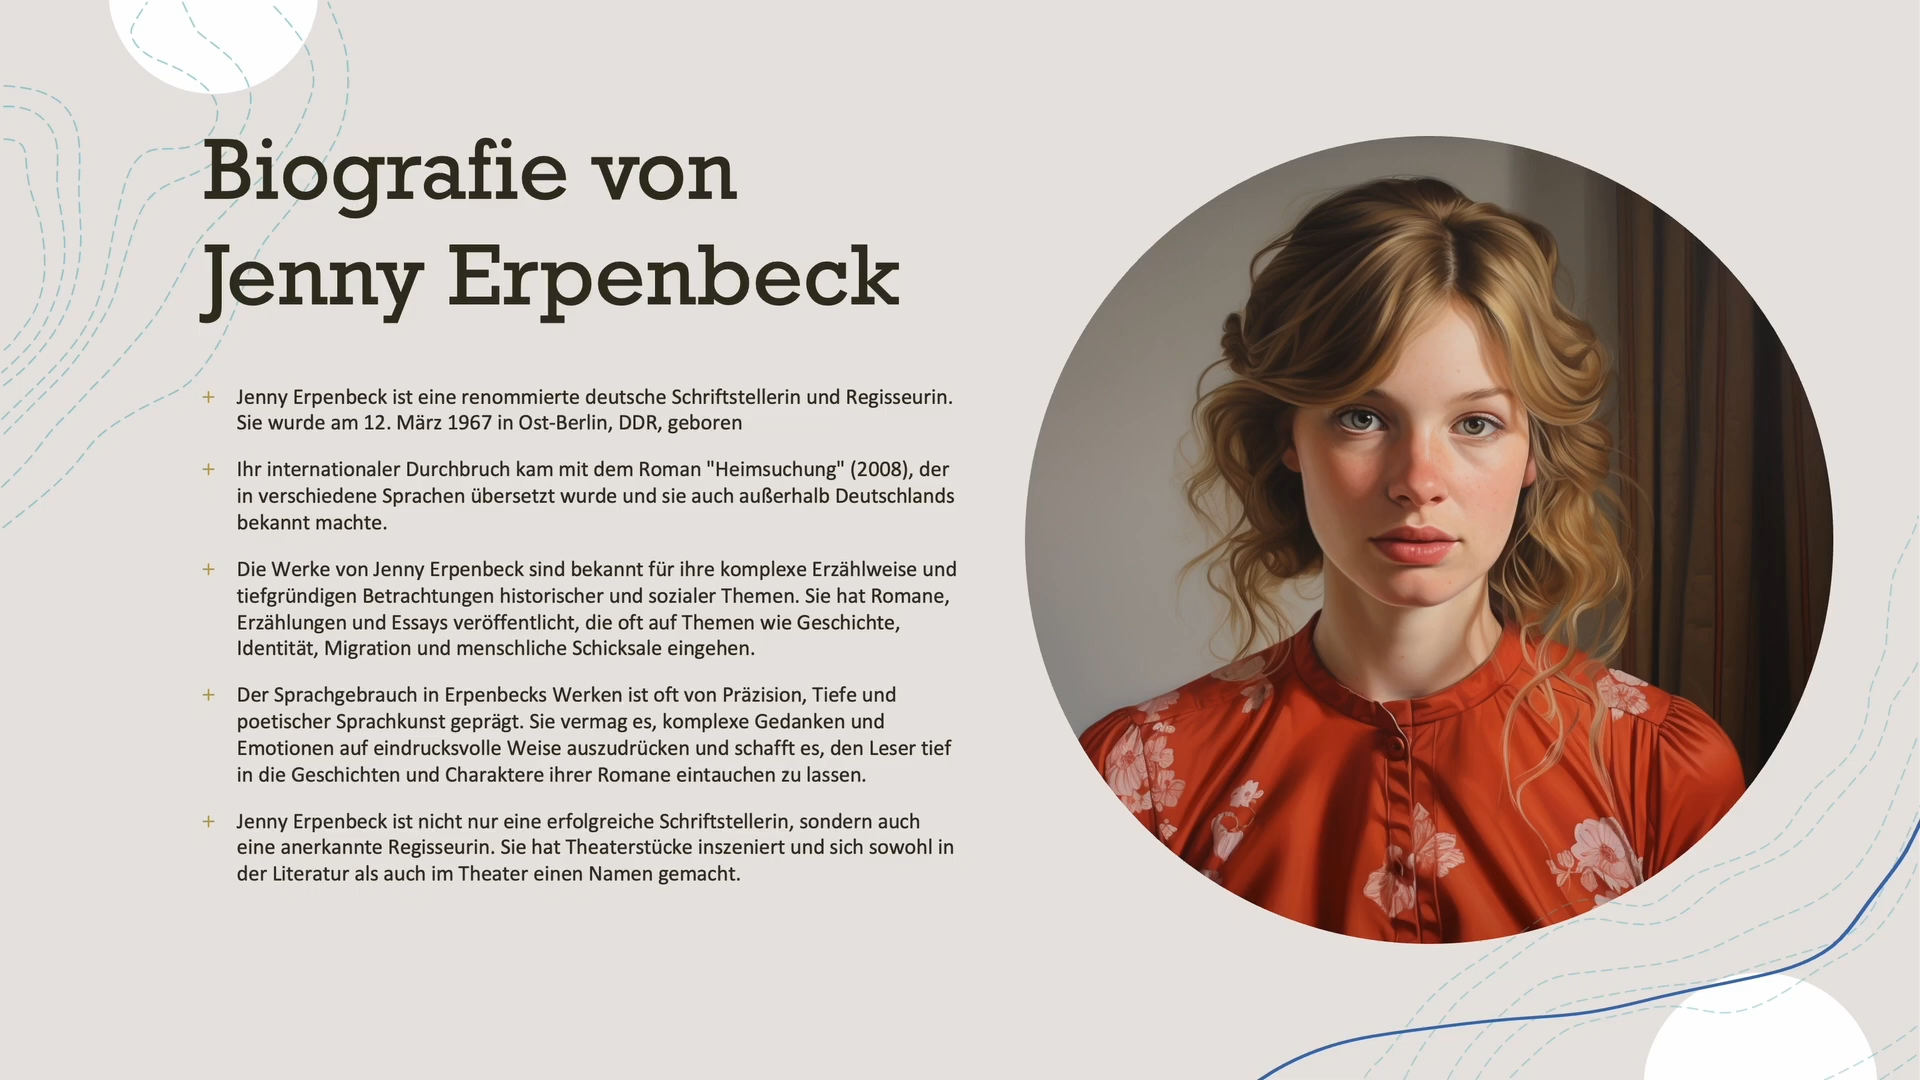 Biografie von
Jenny Erpenbeck
+ Jenny Erpenbeck ist eine renommierte deutsche Schriftstellerin und Regisseurin.
Sie wurde am 12. März 1967 in Ost-Berlin, DDR, geboren
+ Ihr internationaler Durchbruch kam mit dem Roman "Heimsuchung" (2008), der
in verschiedene Sprachen übersetzt wurde und sie auch außerhalb Deutschlands
bekannt machte.
+ Die Werke von Jenny Erpenbeck sind bekannt für ihre komplexe Erzählweise und
tiefgründigen Betrachtungen historischer und sozialer Themen. Sie hat Romane,
Erzählungen und Essays veröffentlicht, die oft auf Themen wie Geschichte,
Identität, Migration und menschliche Schicksale eingehen.
+ Der Sprachgebrauch in Erpenbecks Werken ist oft von Präzision, Tiefe und
poetischer Sprachkunst geprägt. Sie vermag es, komplexe Gedanken und
Emotionen auf eindrucksvolle Weise auszudrücken und schafft es, den Leser tief
in die Geschichten und Charaktere ihrer Romane eintauchen zu lassen.
+ Jenny Erpenbeck ist nicht nur eine erfolgreiche Schriftstellerin, sondern auch
eine anerkannte Regisseurin. Sie hat Theaterstücke inszeniert und sich sowohl in
der Literatur als auch im Theater einen Namen gemacht.